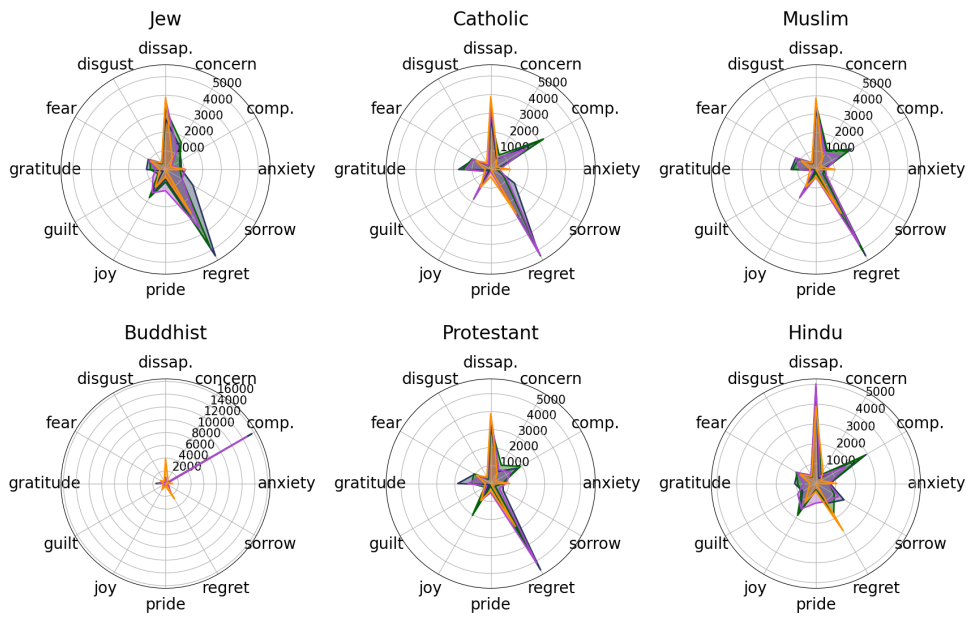 Jew
dissap.
disgust
concern
5000
fear
4000
comp.
3000
2000
1000
gratitude
anxiety
guilt
sorrow
joy
regret
pride
Catholic
dissap.
disgust
concern
5000
fear
4000
comp.
3000
2000
1000
gratitude
anxiety
guilt
sorrow
joy
regret
pride
Muslim
dissap.
disgust
concern
5000
fear
4000
comp.
3000
2000
1000
gratitude
anxiety
guilt
sorrow
joy
regret
pride
Buddhist
dissap.
disgust
concern
16000
14000
12000
fear
10000
comp.
8000
6000
4000
2000
gratitude
anxiety
guilt
sorrow
joy
regret
pride
Protestant
dissap.
disgust
concern
5000
fear
4000
comp.
3000
2000
1000
gratitude
anxiety
guilt
sorrow
joy
regret
pride
Hindu
dissap.
disgust
concern
5000
fear
4000
comp.
3000
2000
1000
gratitude
anxiety
guilt
sorrow
joy
regret
pride